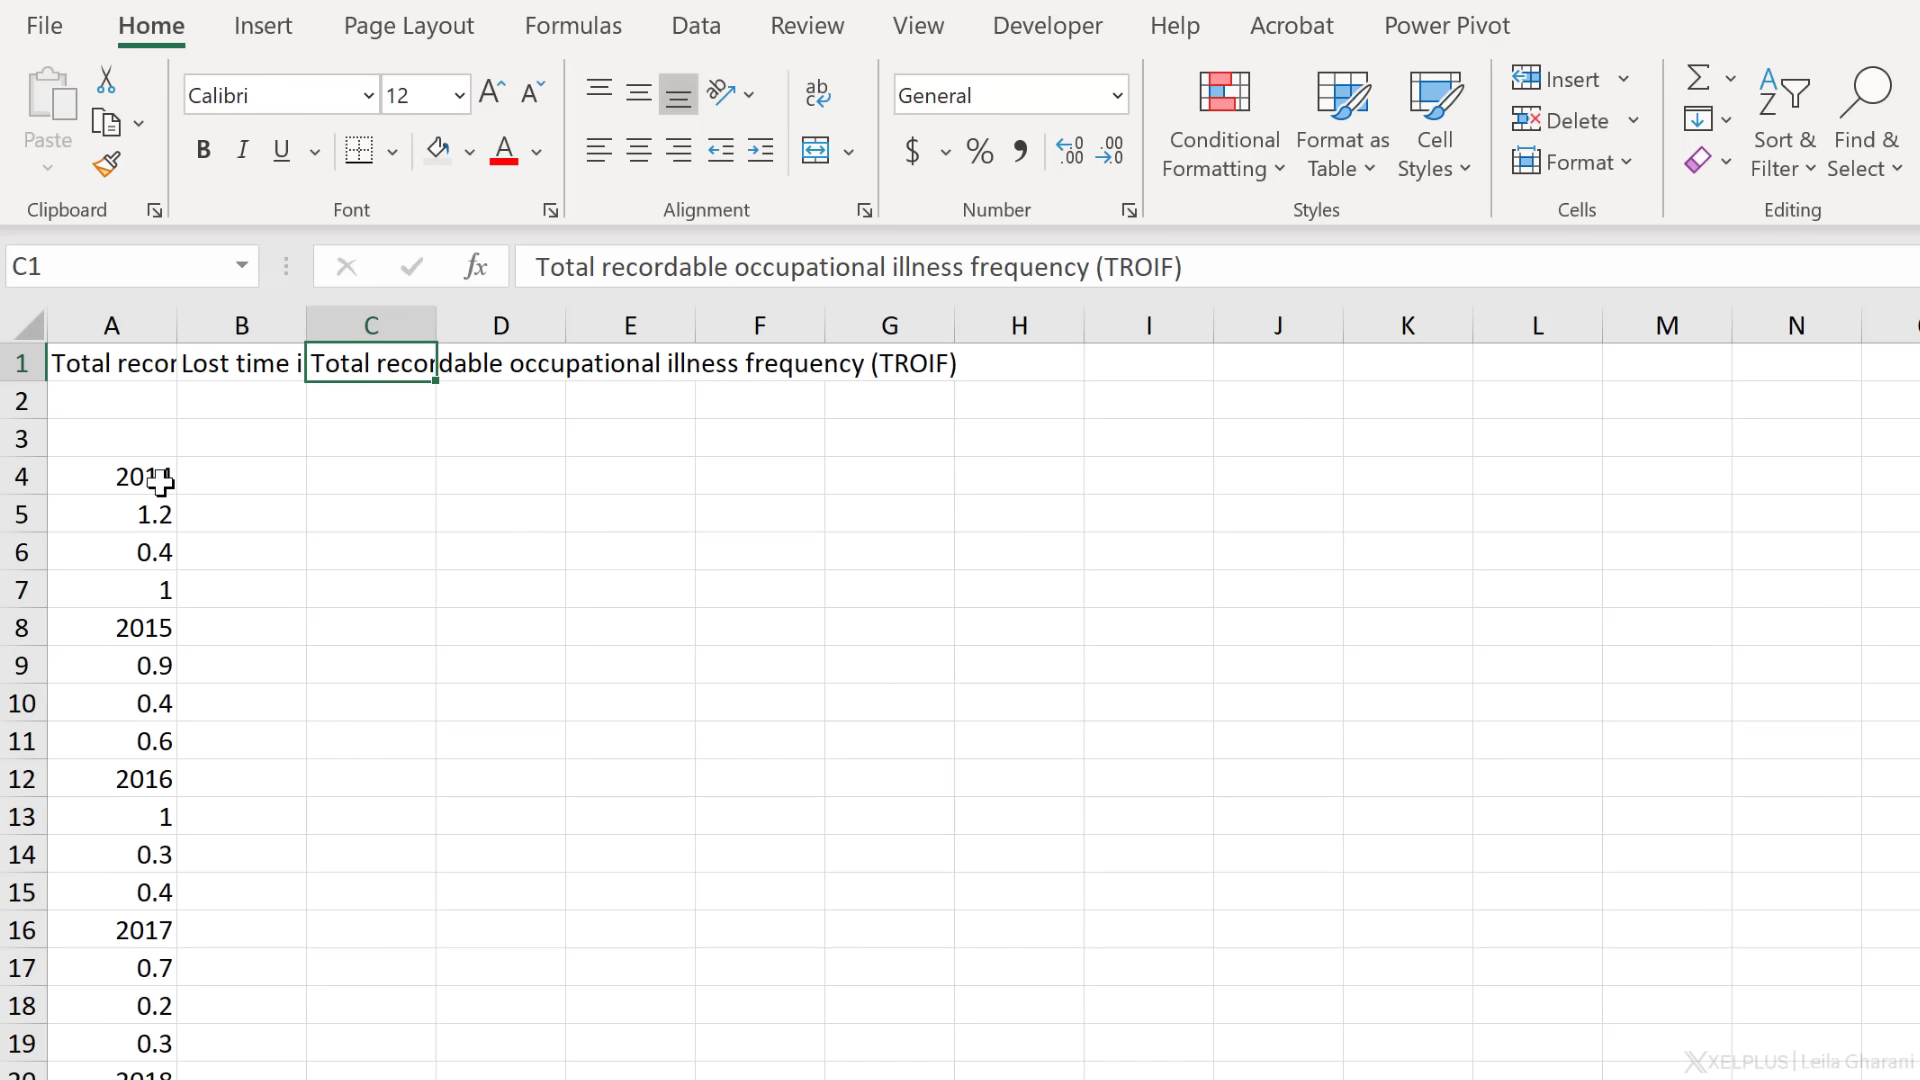 File Home Insert Page Layout Formulas Data Review View Developer Help Acrobat Power Pivot
Paste
Clipboard
Calibri 12
B I U
Font
ab
Alignment
General
$ % 9
Number
Conditional Formatting
Format as Table
Cell Styles
Styles
Insert
Delete
Format
Cells
Sort & Filter
Find & Select
Editing
C1 fx Total recordable occupational illness frequency (TROIF)
A B C D E F G H I J K L M N
1 Total recor Lost time i Total recordable occupational illness frequency (TROIF)
2
3
4
5 1.2
6 0.4
7 1
8 2015
9 0.9
10 0.4
11 0.6
12 2016
13 1
14 0.3
15 0.4
16 2017
17 0.7
18 0.2
19 0.3
20 2018
XELPLUS | Leila Gharani